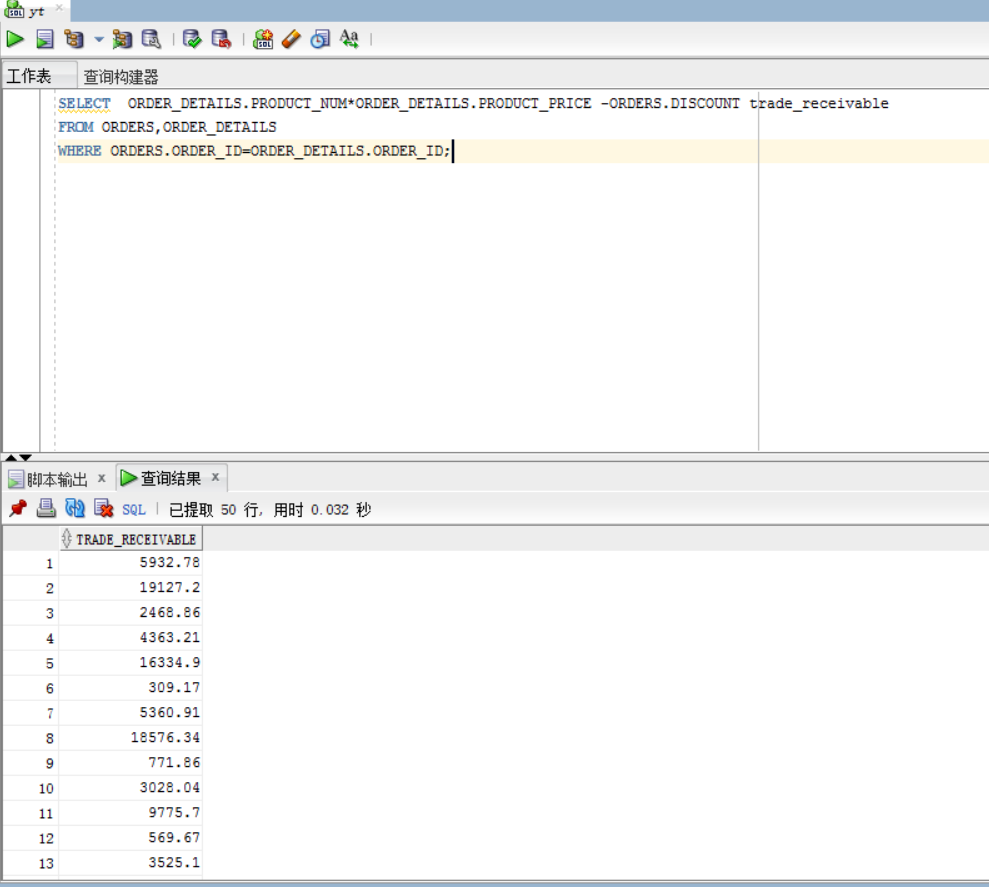 yt
工作表 查询构建器
SELECT ORDER_DETAILS.PRODUCT_NUM*ORDER_DETAILS.PRODUCT_PRICE -ORDERS.DISCOUNT trade_receivable
FROM ORDERS,ORDER_DETAILS
WHERE ORDERS.ORDER_ID=ORDER_DETAILS.ORDER_ID;
脚本输出 x 查询结果 x
SQL | 已提取 50 行, 用时 0.032 秒
TRADE_RECEIVABLE
1 5932.78
2 19127.2
3 2468.86
4 4363.21
5 16334.9
6 309.17
7 5360.91
8 18576.34
9 771.86
10 3028.04
11 9775.7
12 569.67
13 3525.1